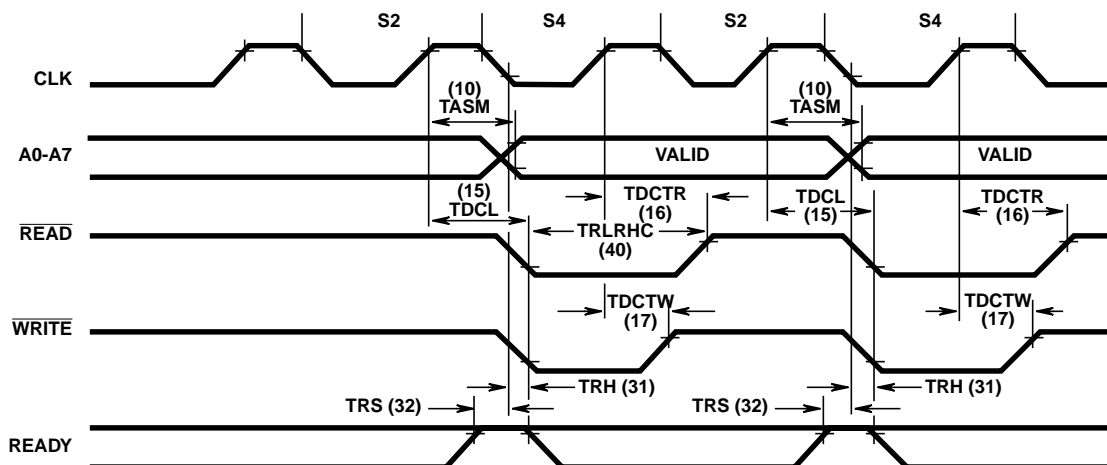 S2 S4 S2 S4
CLK
(10) (10)
TASM TASM
A0-A7 VALID VALID
(15) TDCTR TDCL TDCTR
TDCL (16) (15) (16)
READ TRLRHC
(40)
TDCTW TDCTW
WRITE (17) (17)
TRH (31) TRH (31)
TRS (32) TRS (32)
READY